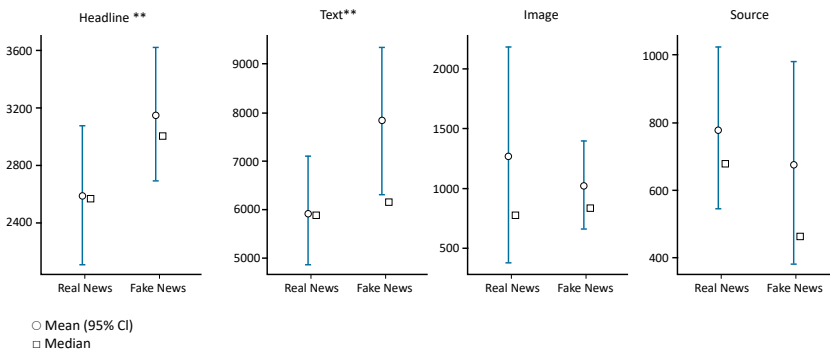 Headline **
3600
3200
2800
2400
Real News Fake News
Text**
9000
8000
7000
6000
5000
Real News Fake News
Image
2000
1500
1000
500
Real News Fake News
Source
1000
800
600
400
Real News Fake News
Mean (95% Cl)
Median